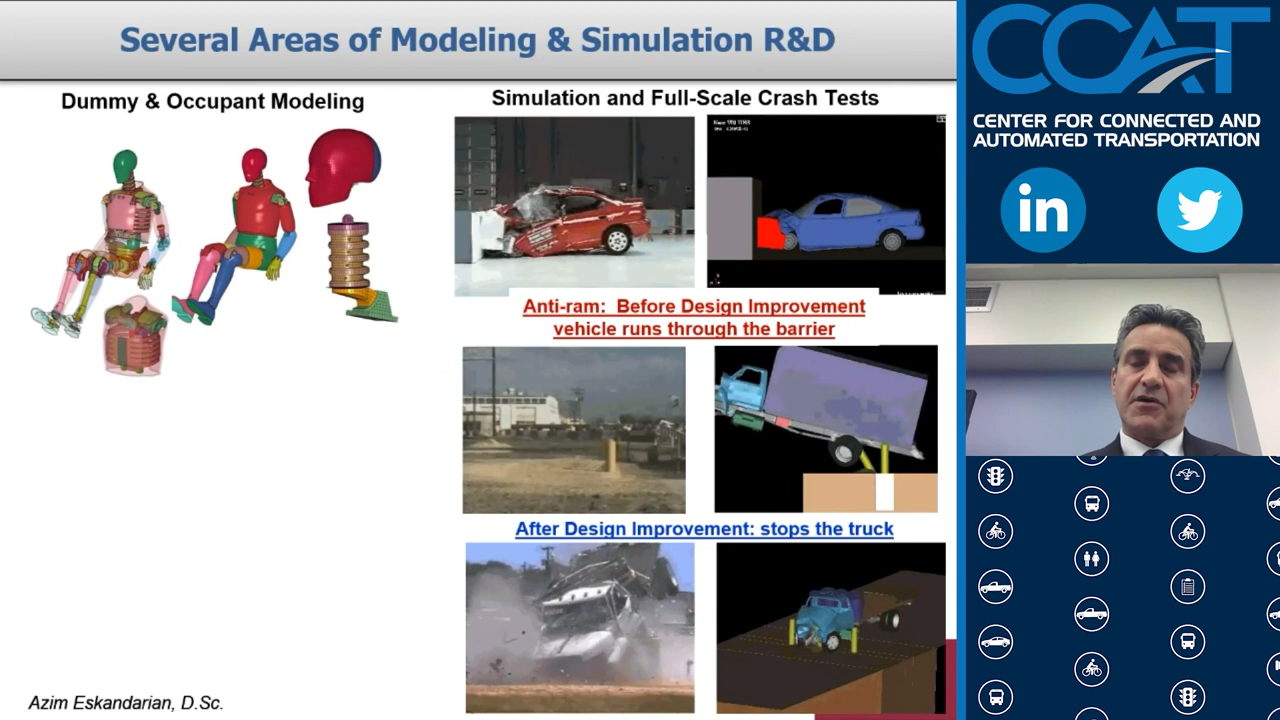 Several Areas of Modeling & Simulation R&D
Dummy & Occupant Modeling
Simulation and Full-Scale Crash Tests
Anti-ram: Before Design Improvement
vehicle runs through the barrier
After Design Improvement: stops the truck
Azim Eskandarian, D.Sc.
CCAT
CENTER FOR CONNECTED AND
AUTOMATED TRANSPORTATION
in